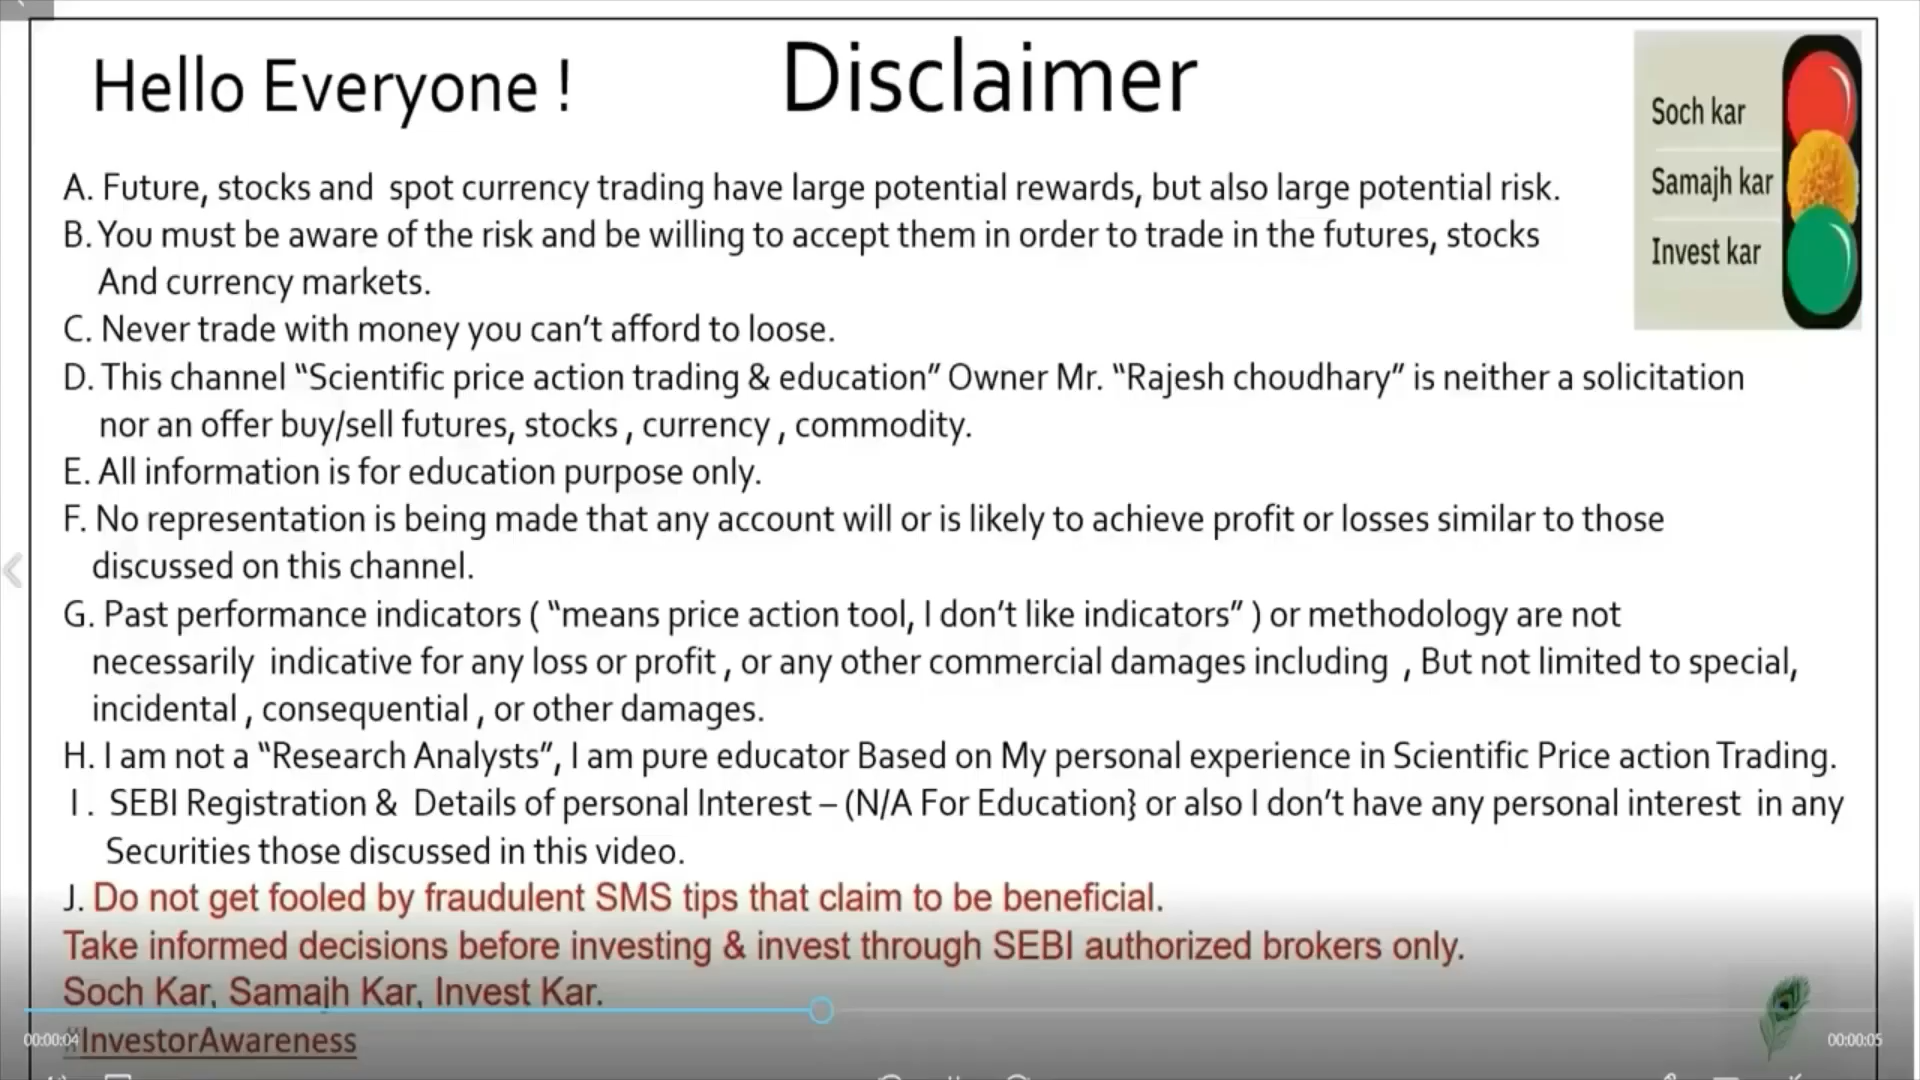 Hello Everyone !
Disclaimer
Soch kar
Samajh kar
Invest kar
A. Future, stocks and spot currency trading have large potential rewards, but also large potential risk.
B. You must be aware of the risk and be willing to accept them in order to trade in the futures, stocks
And currency markets.
C. Never trade with money you can't afford to loose.
D. This channel “Scientific price action trading & education” Owner Mr. “Rajesh choudhary” is neither a solicitation
nor an offer buy/sell futures, stocks , currency , commodity.
E. All information is for education purpose only.
F. No representation is being made that any account will or is likely to achieve profit or losses similar to those
discussed on this channel.
G. Past performance indicators ( “means price action tool, I don't like indicators” ) or methodology are not
necessarily indicative for any loss or profit , or any other commercial damages including , But not limited to special,
incidental , consequential , or other damages.
H. I am not a “Research Analysts”, I am pure educator Based on My personal experience in Scientific Price action Trading.
I . SEBI Registration & Details of personal Interest – (N/A For Education} or also I don't have any personal interest in any
Securities those discussed in this video.
J. Do not get fooled by fraudulent SMS tips that claim to be beneficial.
Take informed decisions before investing & invest through SEBI authorized brokers only.
Soch Kar, Samajh Kar, Invest Kar.
00:00:04
#InvestorAwareness
00:00:05